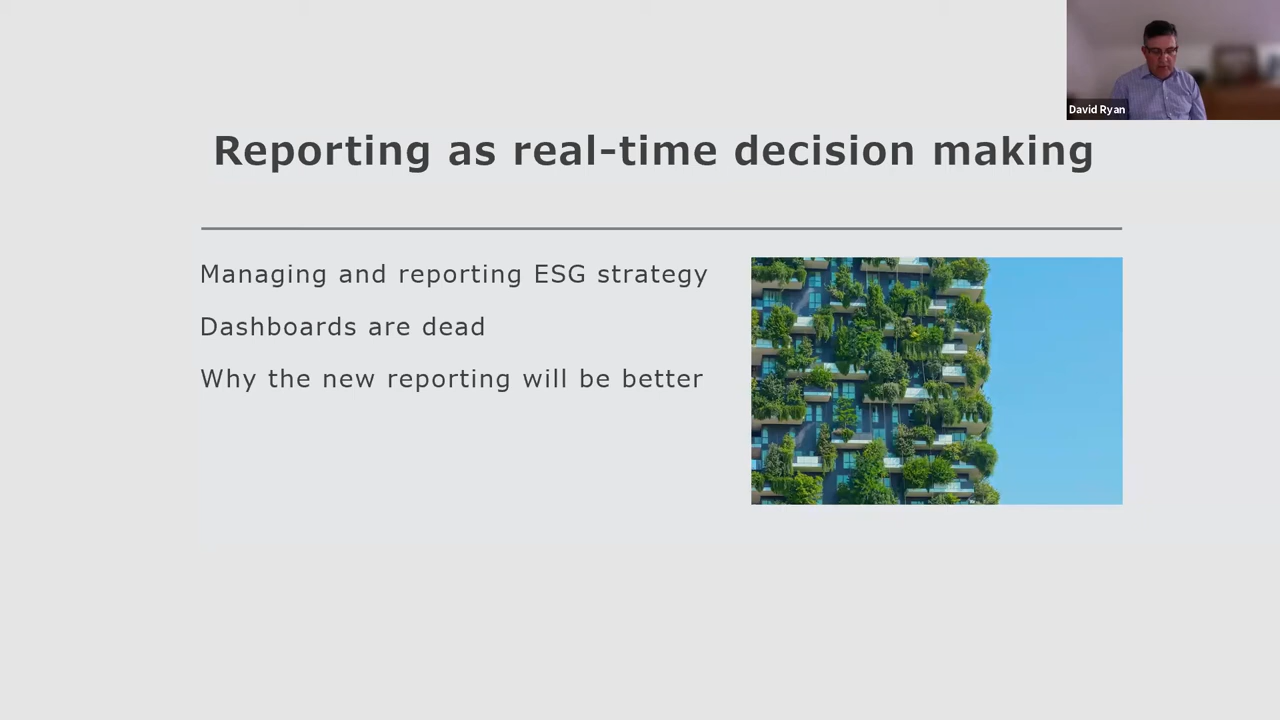 David Ryan
Reporting as real-time decision making
Managing and reporting ESG strategy
Dashboards are dead
Why the new reporting will be better